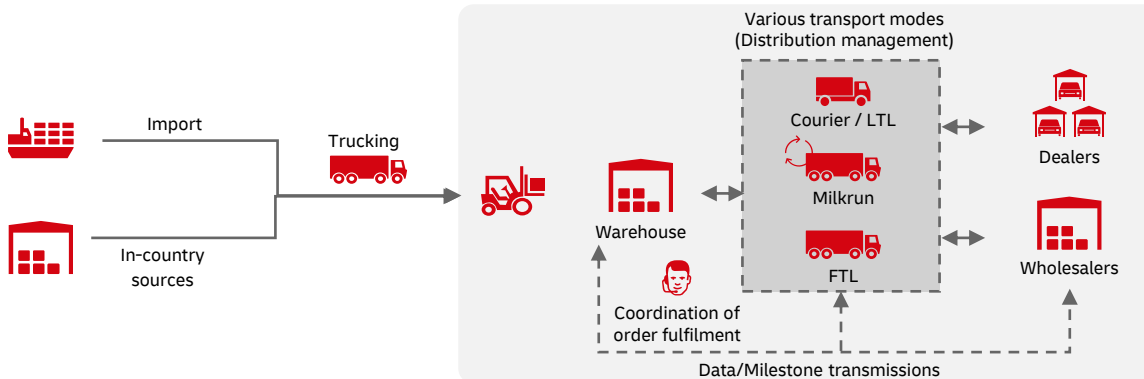 Various transport modes
(Distribution management)
Import
Trucking
Courier / LTL
Dealers
Milkrun
Warehouse
In-country
sources
FTL
Wholesalers
Coordination of
order fulfilment
Data/Milestone transmissions